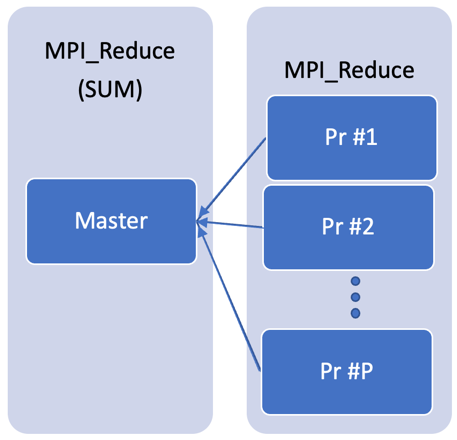 MPI_Reduce
(SUM)
Master
MPI_Reduce
Pr #1
Pr #2
Pr #P